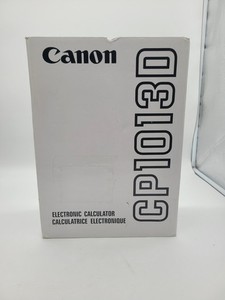 Canon
CP1013D
ELECTRONIC CALCULATOR
CALCULATRICE ELECTRONIQUE